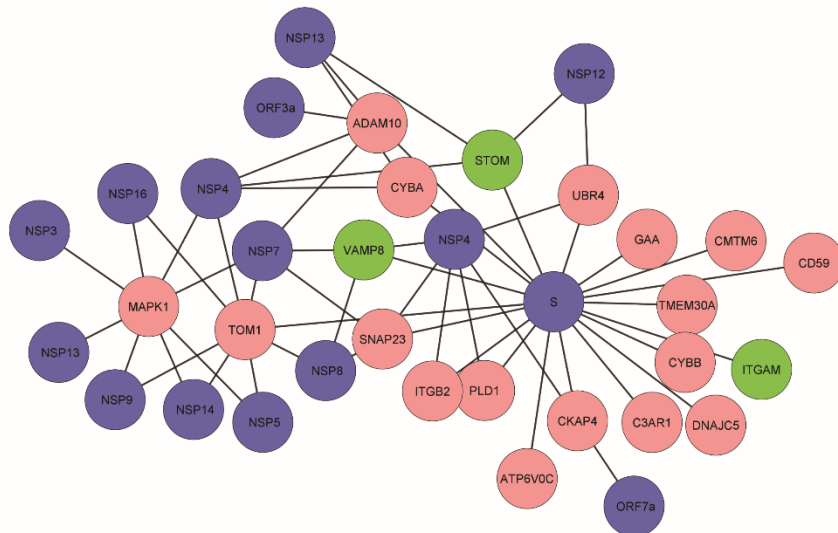 NSP13
NSP12
ORF3a
ADAM10
STOM
NSP16
NSP4
CYBA
UBR4
NSP3
NSP7
VAMP8
NSP4
GAA
CMTM6
CD59
MAPK1
TOM1
SNAP23
S
TMEM30A
NSP13
NSP8
CYBB
ITGAM
NSP9
NSP14
NSP5
ITGB2
PLD1
CKAP4
C3AR1
DNAJC5
ATP6V0C
ORF7a